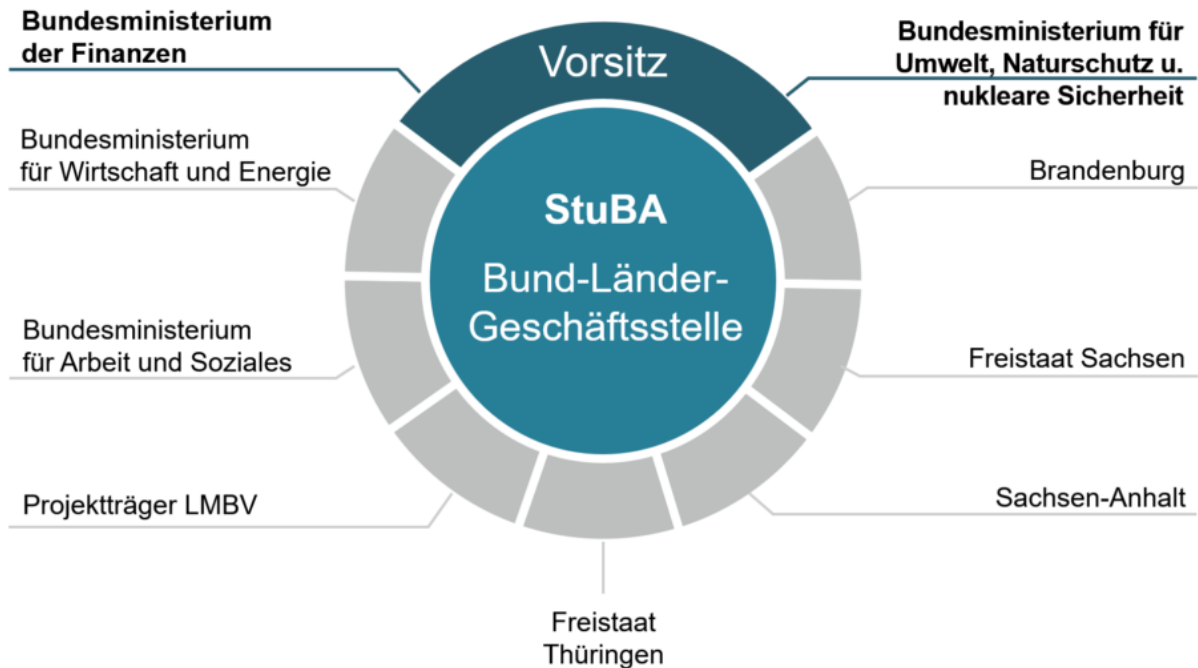 Bundesministerium
der Finanzen
Vorsitz
Bundesministerium für
Umwelt, Naturschutz u.
nukleare Sicherheit
Bundesministerium
für Wirtschaft und Energie
Brandenburg
StuBA
Bund-Länder-
Geschäftsstelle
Bundesministerium
für Arbeit und Soziales
Freistaat Sachsen
Projektträger LMBV
Sachsen-Anhalt
Freistaat
Thüringen